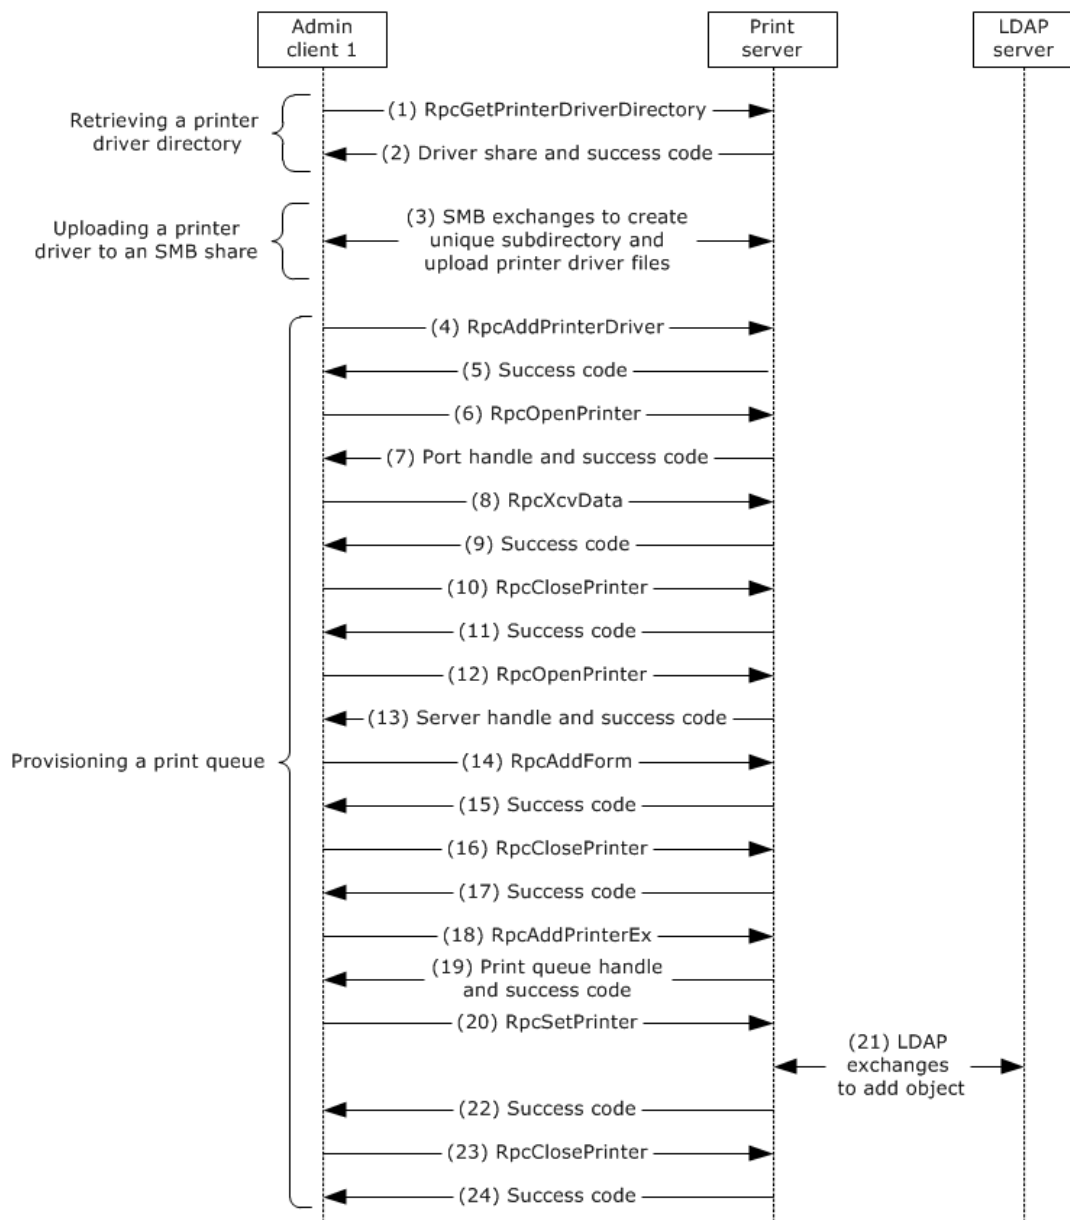 Admin
client 1
Print
server
LDAP
server
Retrieving a printer
driver directory
(1) RpcGetPrinterDriverDirectory
(2) Driver share and success code
Uploading a printer
driver to an SMB share
(3) SMB exchanges to create
unique subdirectory and
upload printer driver files
Provisioning a print queue
(4) RpcAddPrinterDriver
(5) Success code
(6) RpcOpenPrinter
(7) Port handle and success code
(8) RpcXcvData
(9) Success code
(10) RpcClosePrinter
(11) Success code
(12) RpcOpenPrinter
(13) Server handle and success code
(14) RpcAddForm
(15) Success code
(16) RpcClosePrinter
(17) Success code
(18) RpcAddPrinterEx
(19) Print queue handle
and success code
(20) RpcSetPrinter
(21) LDAP
exchanges
to add object
(22) Success code
(23) RpcClosePrinter
(24) Success code